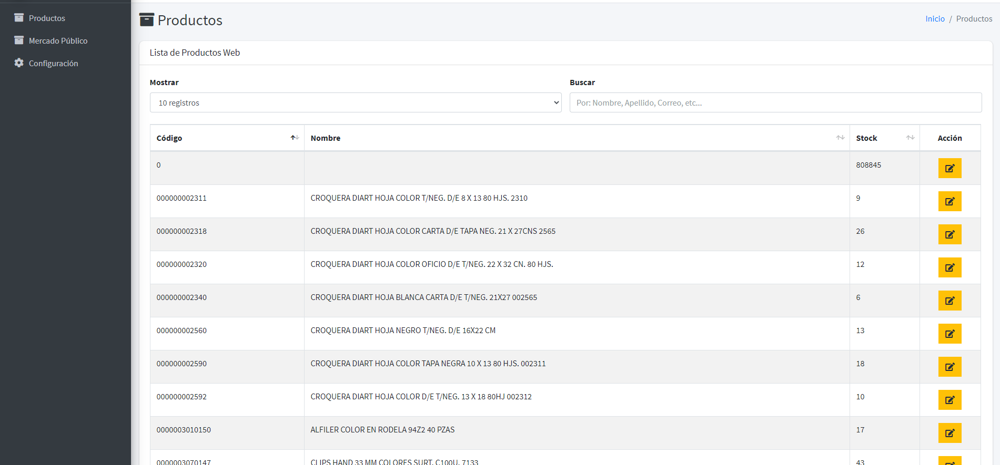 Productos
Mercado Público
Configuración
Productos
Inicio / Productos
Lista de Productos Web
Mostrar
Buscar
10 registros
Por: Nombre, Apellido, Correo, etc...
Código Nombre Stock Acción
0 808845
000000002311 CROQUERA DIART HOJA COLOR T/NEG. D/E 8 X 13 80 HJS. 2310 9
000000002318 CROQUERA DIART HOJA COLOR CARTA D/E TAPA NEG. 21 X 27CNS 2565 26
000000002320 CROQUERA DIART HOJA COLOR OFICIO D/E T/NEG. 22 X 32 CN. 80 HJS. 12
000000002340 CROQUERA DIART HOJA BLANCA CARTA D/E T/NEG. 21X27 002565 6
000000002560 CROQUERA DIART HOJA NEGRO T/NEG. D/E 16X22 CM 13
000000002590 CROQUERA DIART HOJA COLOR TAPA NEGRA 10 X 13 80 HJS. 002311 18
000000002592 CROQUERA DIART HOJA COLOR D/E T/NEG. 13 X 18 80HJ 002312 10
0000003010150 ALFILER COLOR EN RODELA 94Z2 40 PZAS 17
0000003070147 CLIPS HAND 33 MM COLORES SURT. C100U. 7133 43